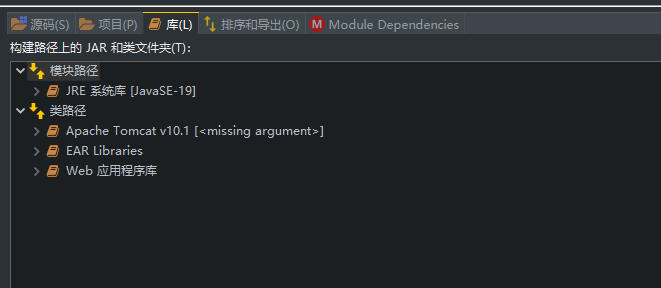 源码(S) 项目(P) 库(L) 排序和导出(O) M Module Dependencies
构建路径上的 JAR 和类文件夹(T)：
模块路径
JRE 系统库 [JavaSE-19]
类路径
Apache Tomcat v10.1 [<missing argument>]
EAR Libraries
Web 应用程序库